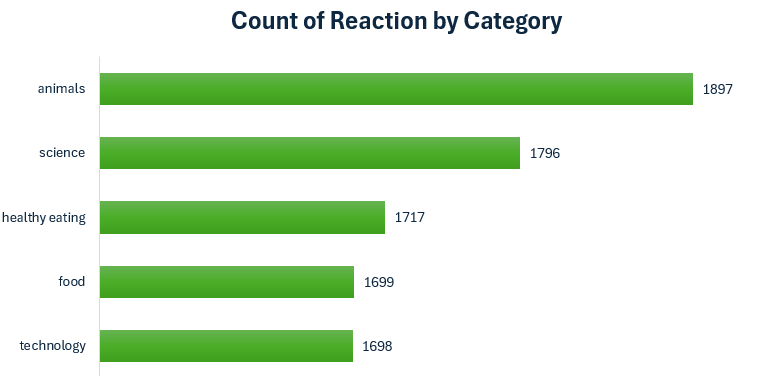 Count of Reaction by Category
animals 1897
science 1796
healthy eating 1717
food 1699
technology 1698